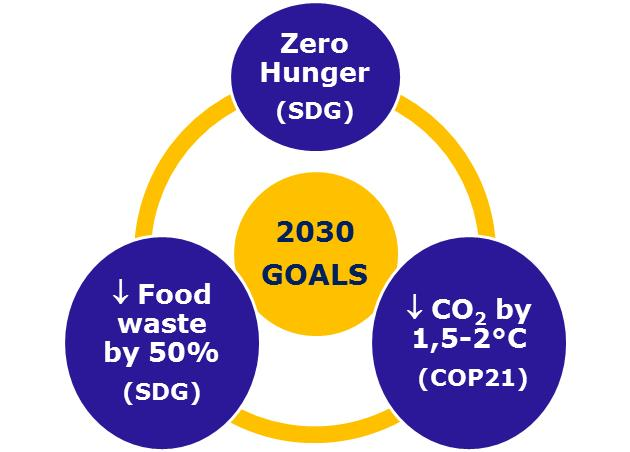 Zero
Hunger
(SDG)
2030
GOALS
↓ Food
waste
by 50%
(SDG)
↓ CO₂ by
1,5-2°C
(COP21)